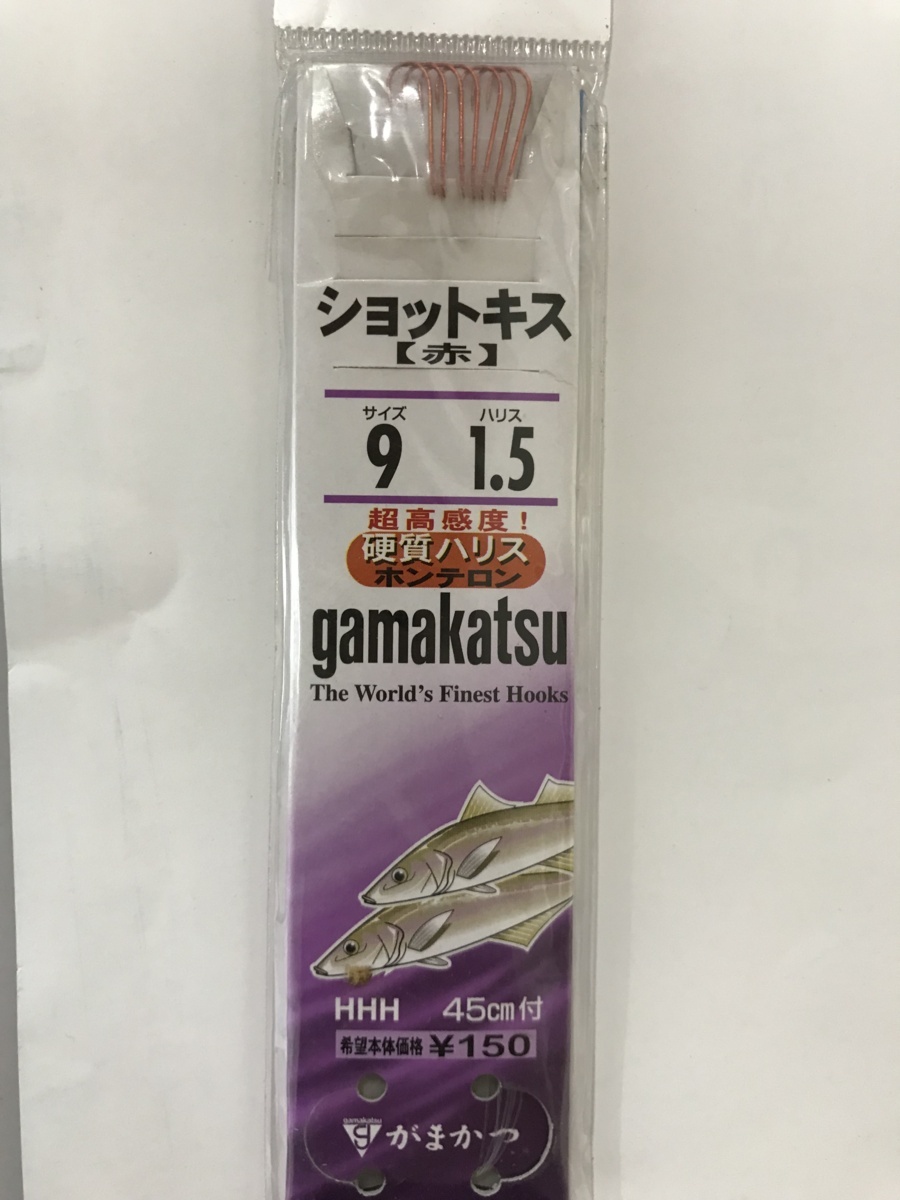 ショットキス
【赤】
サイズ ハリス
9 1.5
超高感度!
硬質ハリス
ホンテロン
gamakatsu
The World's Finest Hooks
HHH 45cm付
希望本体価格 ¥150
gamakatsu
がまかつ